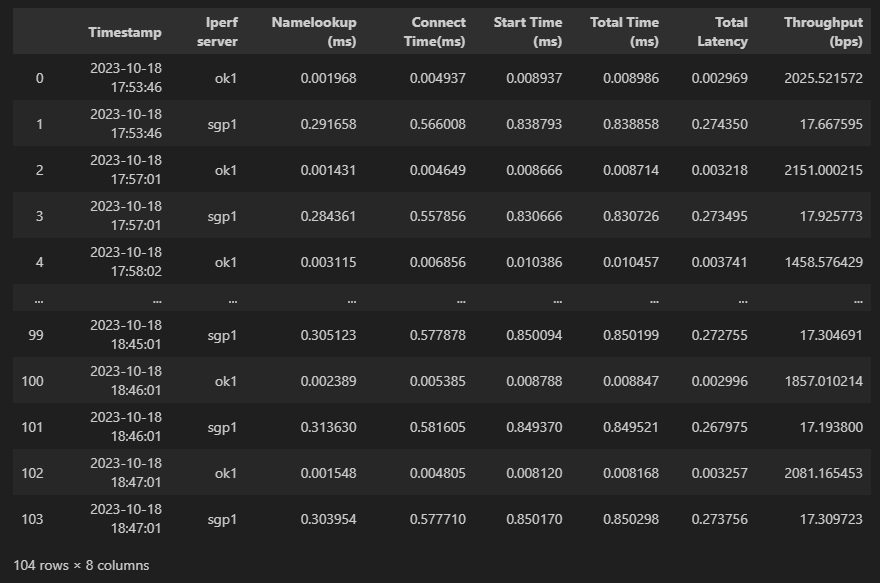 Timestamp Iperf server Namelookup (ms) Connect Time(ms) Start Time (ms) Total Time (ms) Total Latency Throughput (bps)
0 2023-10-18 17:53:46 ok1 0.001968 0.004937 0.008937 0.008986 0.002969 2025.521572
1 2023-10-18 17:53:46 sgp1 0.291658 0.566008 0.838793 0.838858 0.274350 17.667595
2 2023-10-18 17:57:01 ok1 0.001431 0.004649 0.008666 0.008714 0.003218 2151.000215
3 2023-10-18 17:57:01 sgp1 0.284361 0.557856 0.830666 0.830726 0.273495 17.925773
4 2023-10-18 17:58:02 ok1 0.003115 0.006856 0.010386 0.010457 0.003741 1458.576429
... ... ... ... ... ... ... ... ...
99 2023-10-18 18:45:01 sgp1 0.305123 0.577878 0.850094 0.850199 0.272755 17.304691
100 2023-10-18 18:46:01 ok1 0.002389 0.005385 0.008788 0.008847 0.002996 1857.010214
101 2023-10-18 18:46:01 sgp1 0.313630 0.581605 0.849370 0.849521 0.267975 17.193800
102 2023-10-18 18:47:01 ok1 0.001548 0.004805 0.008120 0.008168 0.003257 2081.165453
103 2023-10-18 18:47:01 sgp1 0.303954 0.577710 0.850170 0.850298 0.273756 17.309723
104 rows × 8 columns